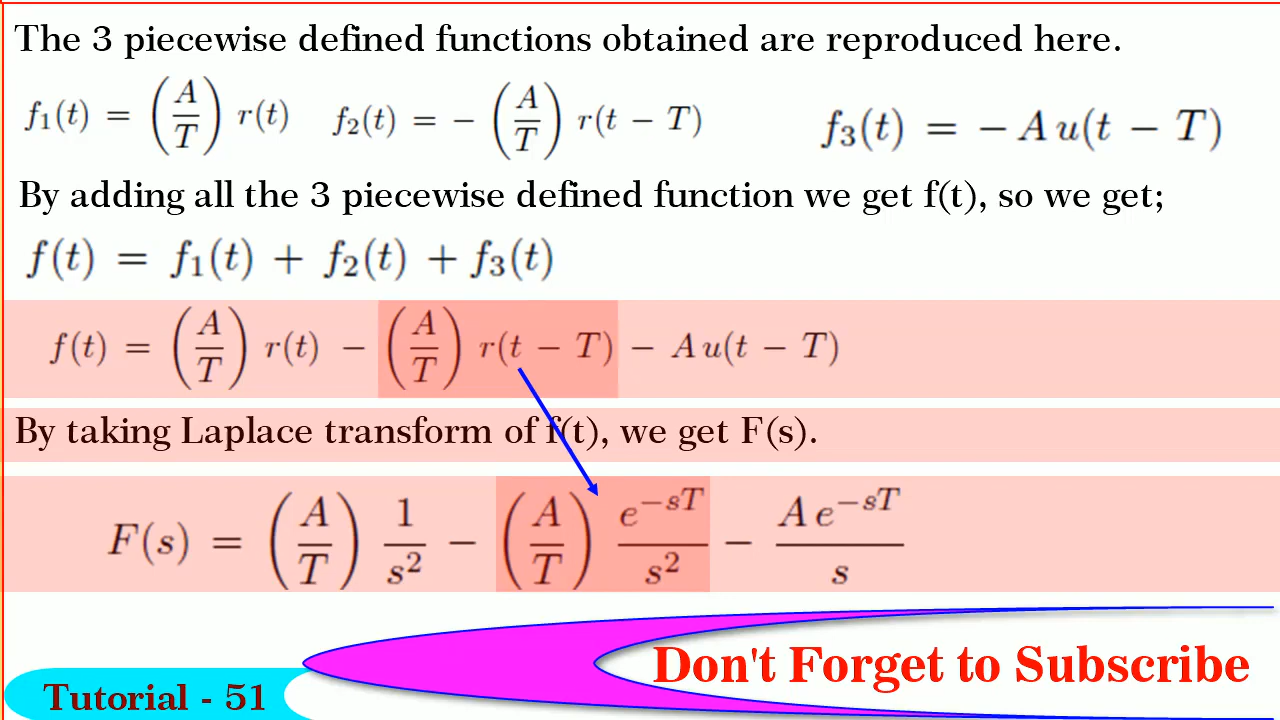 The 3 piecewise defined functions obtained are reproduced here.
f₁(t) = (A/T) r(t) f₂(t) = − (A/T) r(t − T) f₃(t) = − A u(t − T)
By adding all the 3 piecewise defined function we get f(t), so we get;
f(t) = f₁(t) + f₂(t) + f₃(t)
f(t) = (A/T) r(t) − (A/T) r(t − T) − A u(t − T)
By taking Laplace transform of f(t), we get F(s).
F(s) = (A/T) 1/s² − (A/T) e^{−sT}/s² − A e^{−sT}/s
Don't Forget to Subscribe
Tutorial - 51